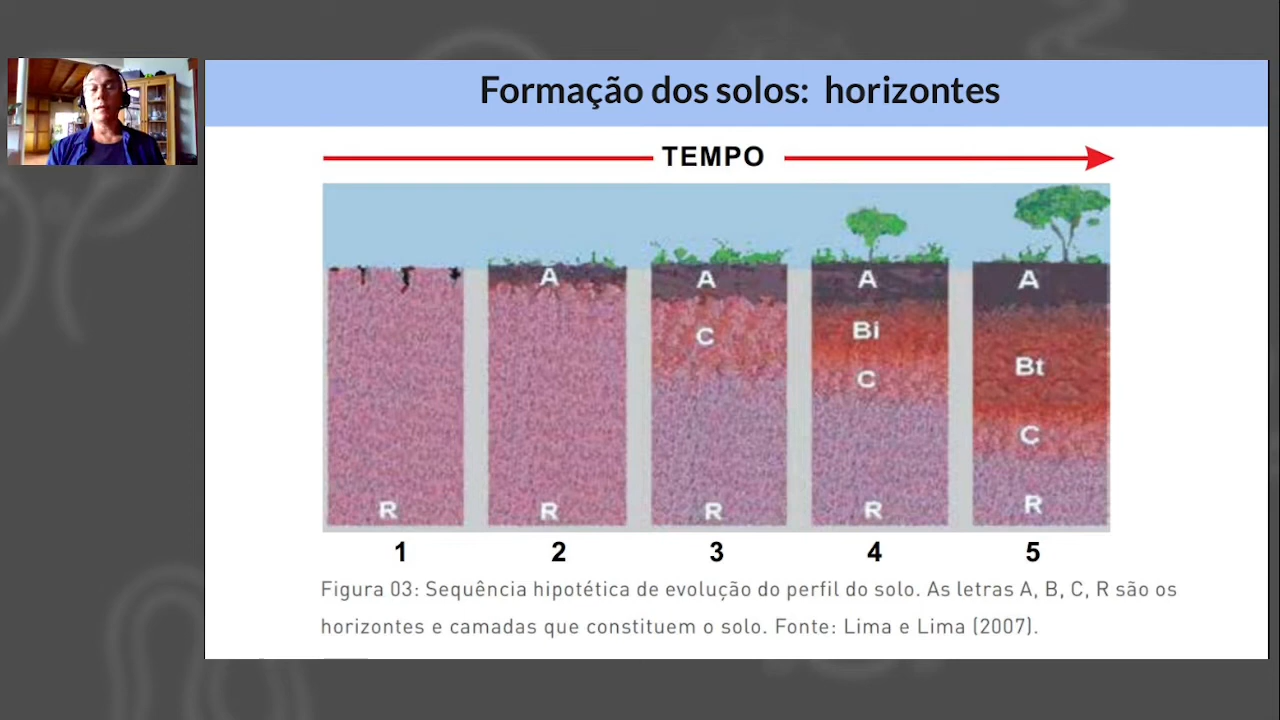 Formação dos solos: horizontes
TEMPO
A
A
A
A
C
Bi
C
Bt
C
R
R
R
R
R
1 2 3 4 5
Figura 03: Sequência hipotética de evolução do perfil do solo. As letras A, B, C, R são os
horizontes e camadas que constituem o solo. Fonte: Lima e Lima (2007).